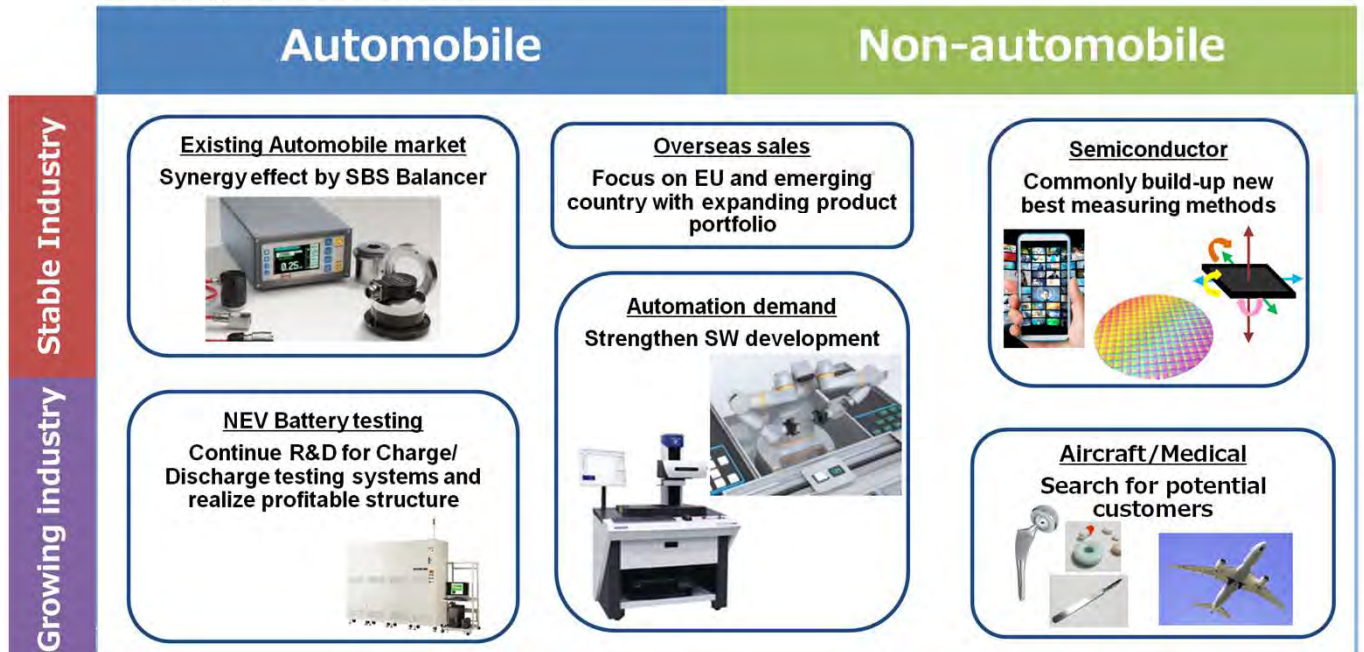 Automobile
Non-automobile
Stable Industry
Growing industry
Existing Automobile market
Synergy effect by SBS Balancer
0.25
Overseas sales
Focus on EU and emerging
country with expanding product
portfolio
Semiconductor
Commonly build-up new
best measuring methods
Automation demand
Strengthen SW development
NEV Battery testing
Continue R&D for Charge/
Discharge testing systems and
realize profitable structure
Aircraft/Medical
Search for potential
customers